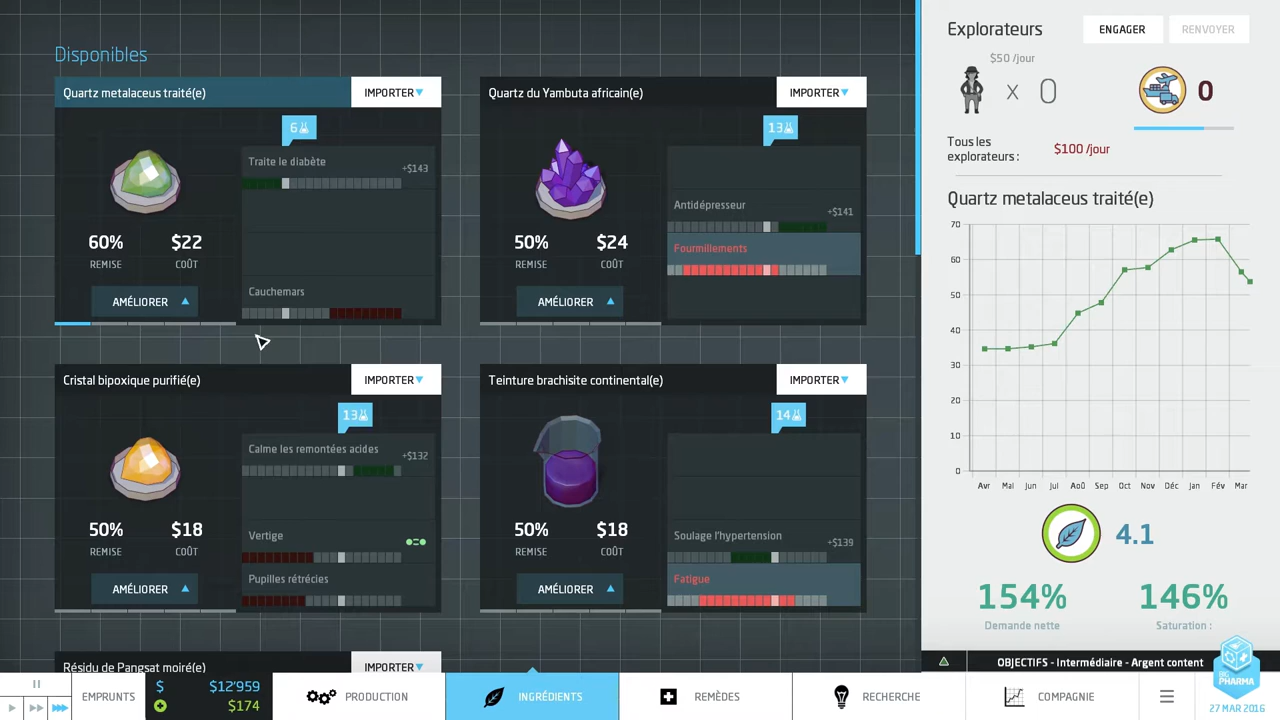 Disponibles
Quartz metalaceus traité(e)
IMPORTER
6
Traite le diabète
+$143
60%
$22
REMISE
COÛT
AMÉLIORER
Cauchemars
Quartz du Yambuta africain(e)
IMPORTER
13
Antidépresseur
+$141
Fourmillements
50%
$24
REMISE
COÛT
AMÉLIORER
Cristal bipoxique purifié(e)
IMPORTER
13
Calme les remontées acides
+$132
50%
$18
REMISE
COÛT
Vertige
Pupilles rétrécies
AMÉLIORER
Teinture brachisite continental(e)
IMPORTER
14
50%
$18
REMISE
COÛT
Soulage l'hypertension
+$139
Fatigue
AMÉLIORER
Résidu de Pangsat moiré(e)
IMPORTER
Explorateurs
ENGAGER
RENVOYER
$50 /jour
X 0
0
Tous les
explorateurs :
$100 /jour
Quartz metalaceus traité(e)
70
60
50
40
30
20
10
0
Avr Mai Jun Jul Aoû Sep Oct Nov Déc Jan Fév Mar
4.1
154%
146%
Demande nette
Saturation :
OBJECTIFS - Intermédiaire - Argent content
EMPRUNTS
$ $12'959
$174
PRODUCTION
INGRÉDIENTS
REMÈDES
RECHERCHE
COMPAGNIE
BIG
PHARMA
27 MAR 2016